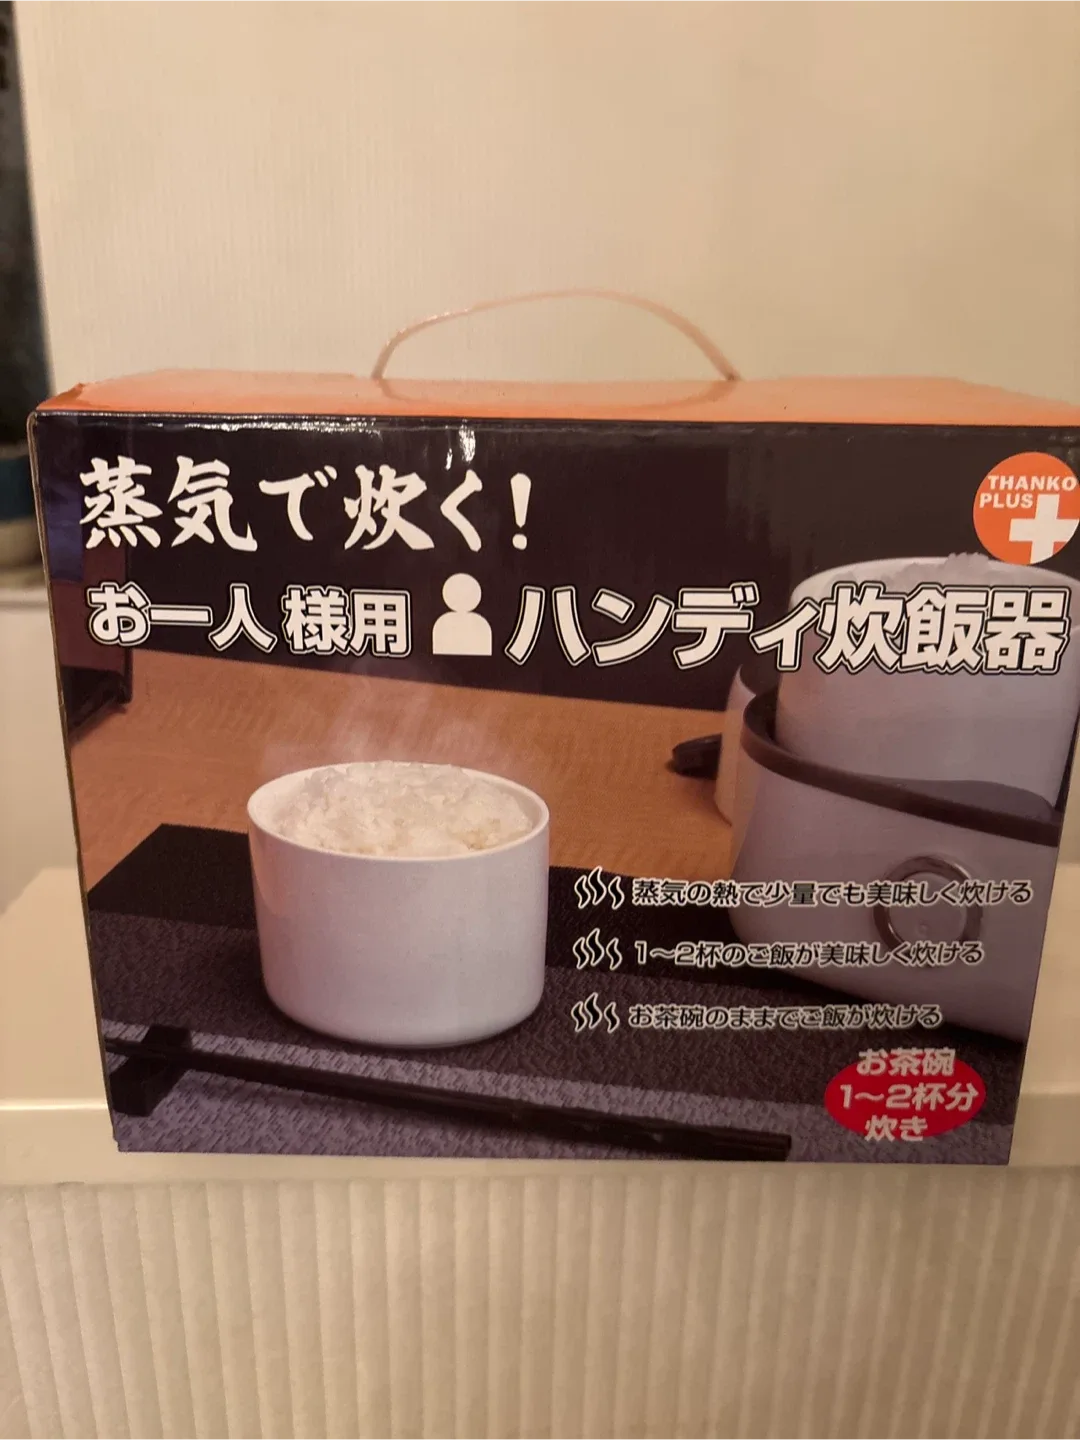 蒸気で炊く!
THANKO
PLUS
お一人様用 ハンディ炊飯器
蒸気の熱で少量でも美味しく炊ける
1〜2杯のご飯が美味しく炊ける
お茶碗のままでご飯が炊ける
お茶碗
1〜2杯分
炊き